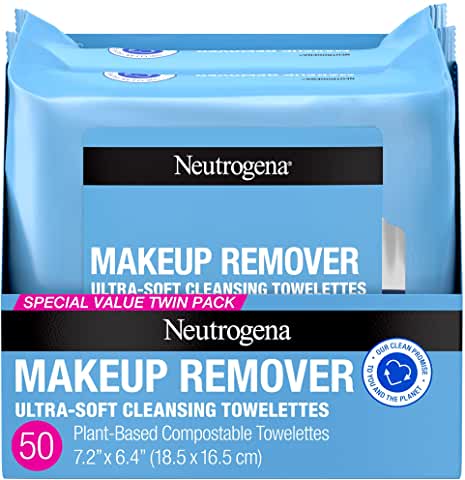 MAKEUP REMOVER
Neutrogena®
MAKEUP REMOVER
ULTRA-SOFT CLEANSING TOWELETTES
SPECIAL VALUE TWIN PACK
Neutrogena
MAKEUP REMOVER
OUR CLEAN PROMISE
TO YOU AND THE PLANET
ULTRA-SOFT CLEANSING TOWELETTES
50
Plant-Based Compostable Towelettes
7.2” x 6.4” (18.5 x 16.5 cm)